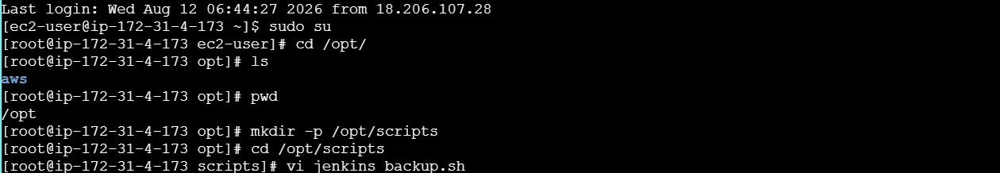 Last login: Wed Aug 12 06:44:27 2026 from 18.206.107.28
[ec2-user@ip-172-31-4-173 ~]$ sudo su
[root@ip-172-31-4-173 ec2-user]# cd /opt/
[root@ip-172-31-4-173 opt]# ls
aws
[root@ip-172-31-4-173 opt]# pwd
/opt
[root@ip-172-31-4-173 opt]# mkdir -p /opt/scripts
[root@ip-172-31-4-173 opt]# cd /opt/scripts
[root@ip-172-31-4-173 scripts]# vi jenkins backup.sh